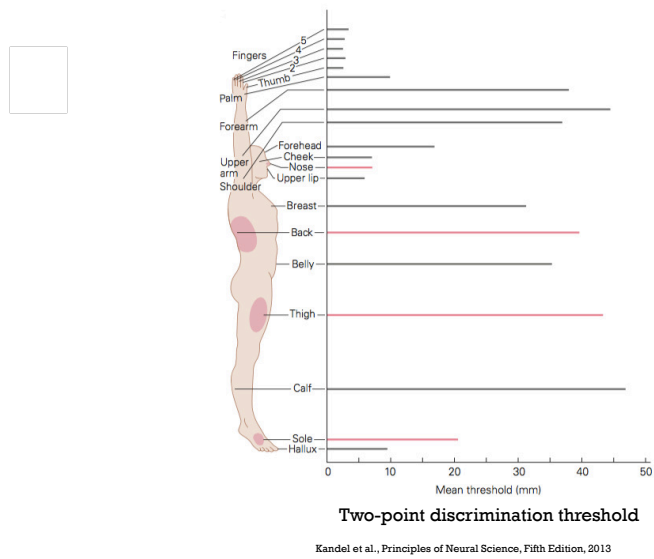 Fingers
5
4
3
2
Thumb
Palm
Forearm
Upper
arm
Shoulder
Forehead
Cheek
Nose
Upper lip
Breast
Back
Belly
Thigh
Calf
Sole
Hallux
0 10 20 30 40 50
Mean threshold (mm)
Two-point discrimination threshold
Kandel et al., Principles of Neural Science, Fifth Edition, 2013